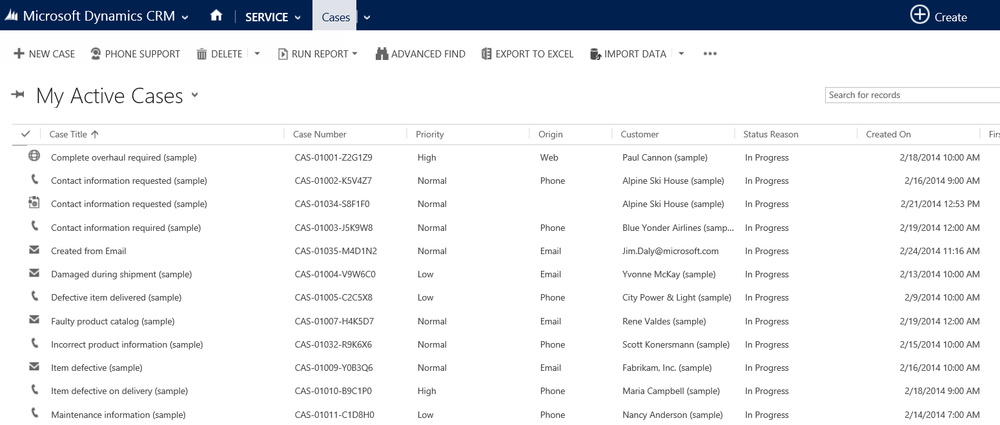 Microsoft Dynamics CRM SERVICE Cases Create
NEW CASE PHONE SUPPORT DELETE RUN REPORT ADVANCED FIND EXPORT TO EXCEL IMPORT DATA
My Active Cases Search for records
Case Title Case Number Priority Origin Customer Status Reason Created On Firs
Complete overhaul required (sample) CAS-01001-Z2G1Z9 High Web Paul Cannon (sample) In Progress 2/18/2014 10:00 AM
Contact information requested (sample) CAS-01002-K5V4Z7 Normal Phone Alpine Ski House (sample) In Progress 2/16/2014 9:00 AM
Contact information requested (sample) CAS-01034-S8F1F0 Normal Alpine Ski House (sample) In Progress 2/21/2014 12:53 PM
Contact information required (sample) CAS-01003-J5K9W8 Normal Phone Blue Yonder Airlines (samp... In Progress 2/19/2014 12:00 AM
Created from Email CAS-01035-M4D1N2 Normal Email Jim.Daly@microsoft.com In Progress 2/24/2014 11:16 AM
Damaged during shipment (sample) CAS-01004-V9W6C0 Low Email Yvonne McKay (sample) In Progress 2/13/2014 10:00 AM
Defective item delivered (sample) CAS-01005-C2C5X8 Low Phone City Power & Light (sample) In Progress 2/9/2014 10:00 AM
Faulty product catalog (sample) CAS-01007-H4K5D7 Normal Email Rene Valdes (sample) In Progress 2/19/2014 12:00 AM
Incorrect product information (sample) CAS-01032-R9K6X6 Normal Phone Scott Konersmann (sample) In Progress 2/15/2014 10:00 AM
Item defective (sample) CAS-01009-Y0B3Q6 Normal Email Fabrikam, Inc. (sample) In Progress 2/16/2014 10:00 AM
Item defective on delivery (sample) CAS-01010-B9C1P0 High Phone Maria Campbell (sample) In Progress 2/18/2014 9:00 AM
Maintenance information (sample) CAS-01011-C1D8H0 Low Phone Nancy Anderson (sample) In Progress 2/14/2014 7:00 AM